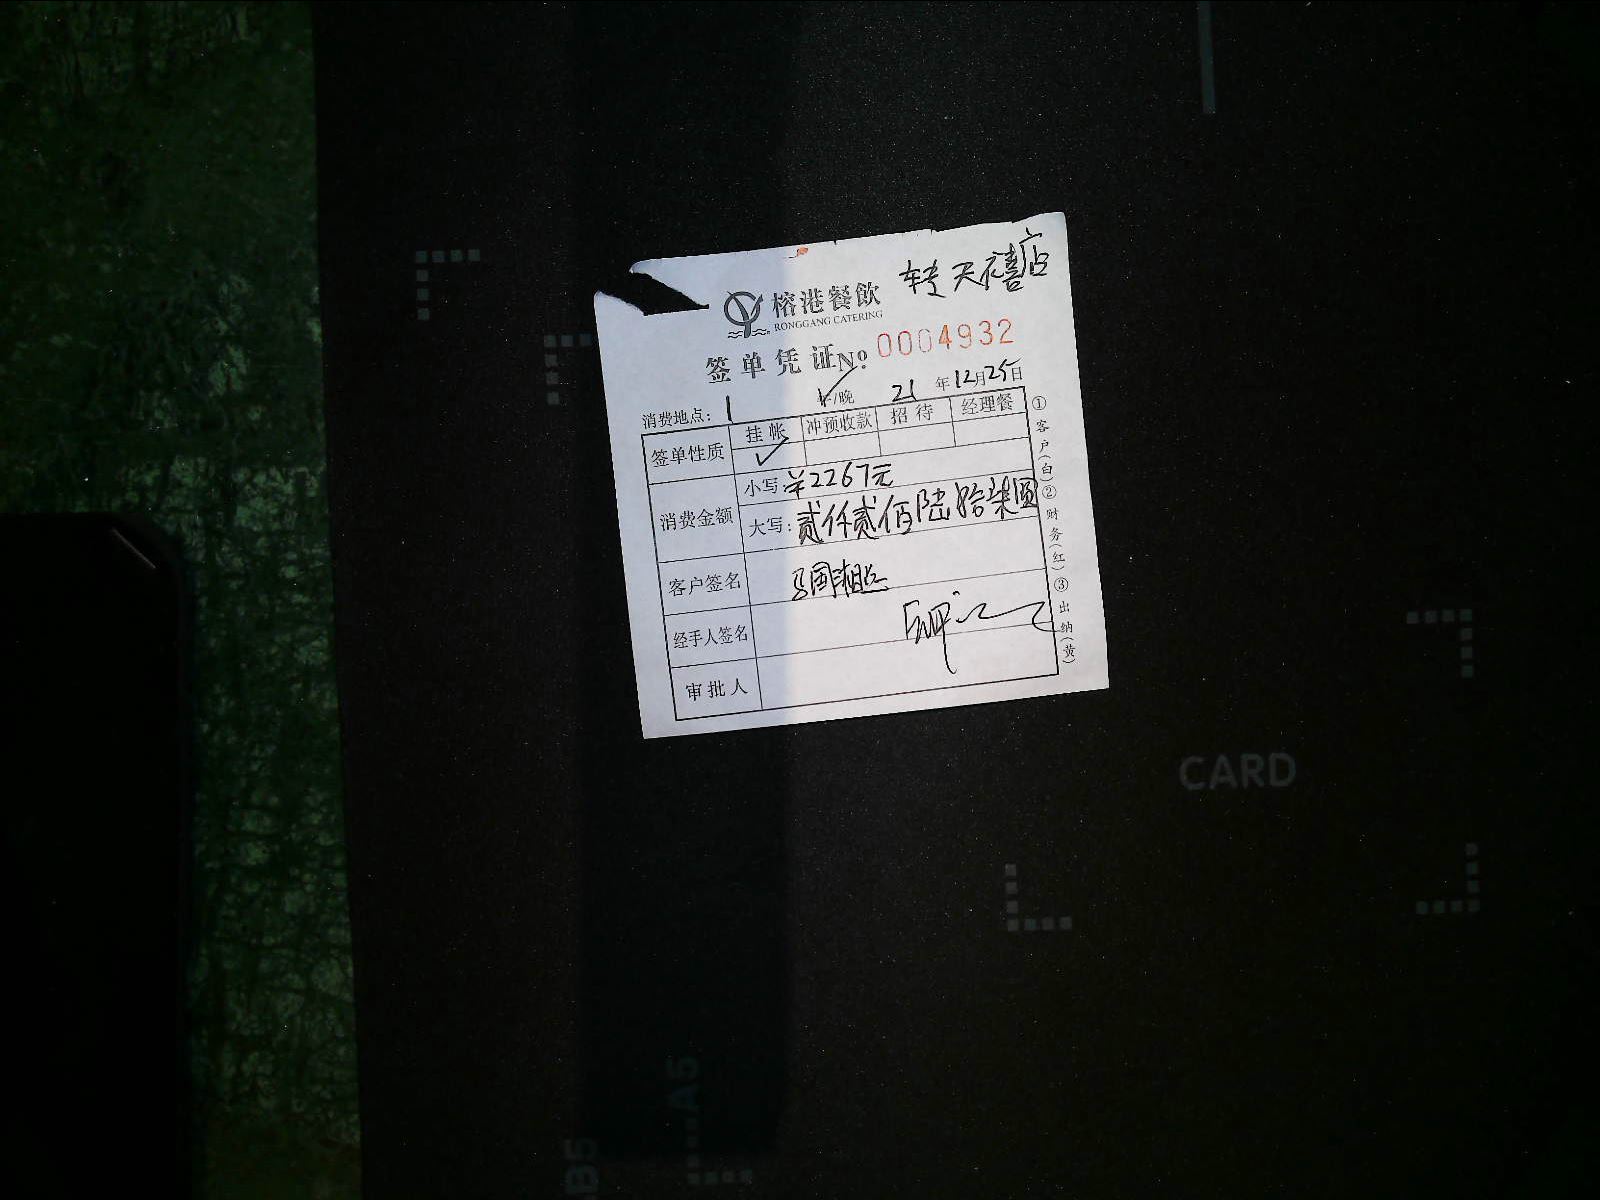 转天禧店
榕港餐飲
RONGGANG CATERING
签单凭证 No. 0004932
消费地点: 1 /晚 21年12月25日
签单性质 挂帐 冲预收款 招待 经理餐
✓
消费金额 小写 ¥2267元
大写: 贰仟贰佰陆拾柒圆
客户签名
经手人签名
审批人
①客户(白)②财务(红)③出纳(黄)
CARD
A5
B5